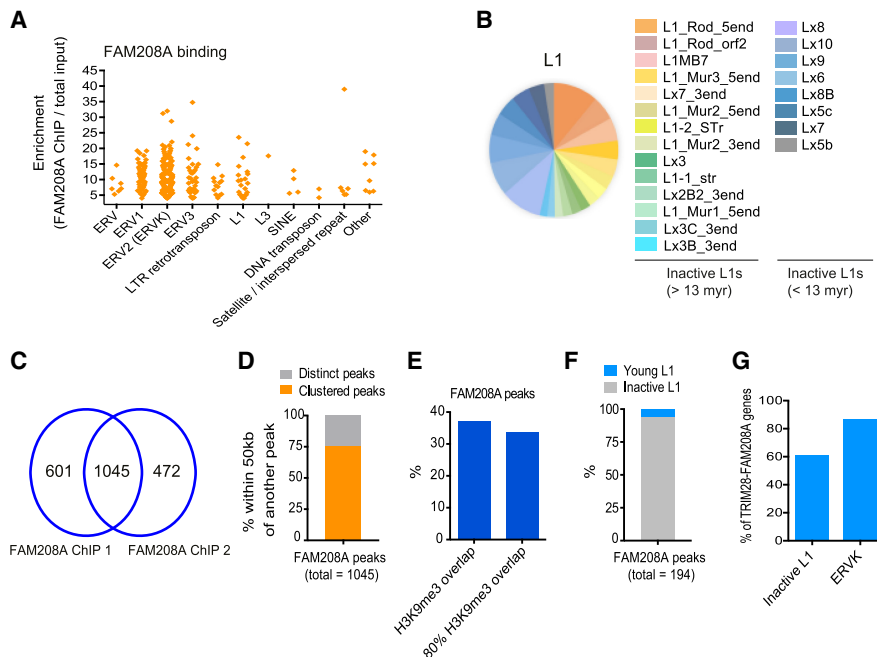 A
FAM208A binding
Enrichment
(FAM208A ChIP / total input)
45
40
35
30
25
20
15
10
5
ERV
ERV1
ERV2 (ERVK)
ERV3
LTR retrotransposon
L1
L3
SINE
DNA transposon
Satellite / interspersed repeat
Other
B
L1
L1_Rod_5end
L1_Rod_orf2
L1MB7
L1_Mur3_5end
Lx7_3end
L1_Mur2_5end
L1-2_STr
L1_Mur2_3end
Lx3
L1-1_str
Lx2B2_3end
L1_Mur1_5end
Lx3C_3end
Lx3B_3end
Inactive L1s
(> 13 myr)
Lx8
Lx10
Lx9
Lx6
Lx8B
Lx5c
Lx7
Lx5b
Inactive L1s
(< 13 myr)
C
601
1045
472
FAM208A ChIP 1
FAM208A ChIP 2
D
Distinct peaks
Clustered peaks
% within 50kb
of another peak
100
75
50
25
0
FAM208A peaks
(total = 1045)
E
FAM208A peaks
%
40
30
20
10
0
H3K9me3 overlap
80% H3K9me3 overlap
F
Young L1
Inactive L1
%
100
75
50
25
0
FAM208A peaks
(total = 194)
G
% of TRIM28-FAM208A genes
100
80
60
40
20
0
Inactive L1
ERVK